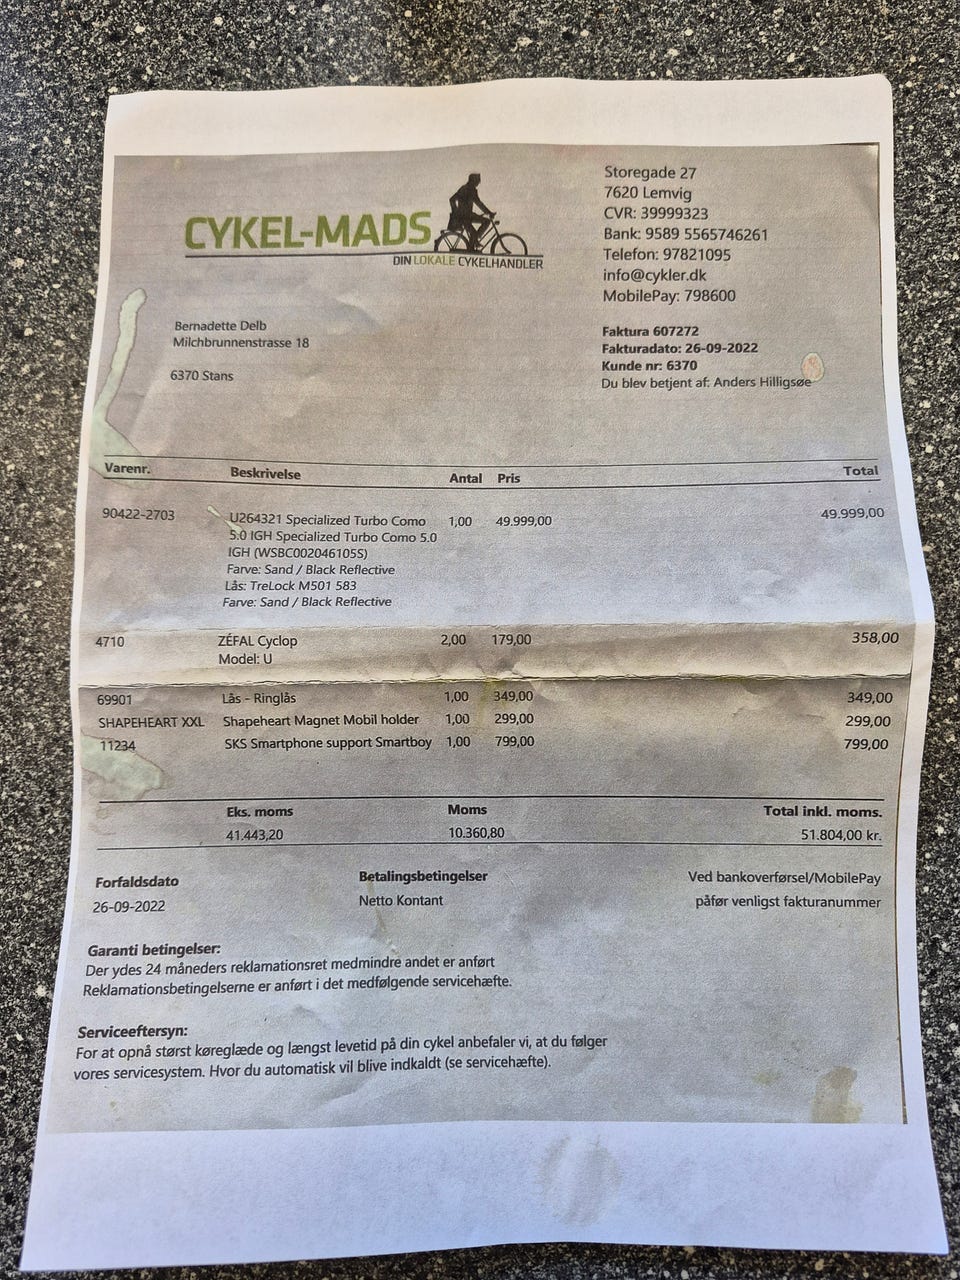 CYKEL-MADS
DIN LOKALE CYKELHANDLER
Storegade 27
7620 Lemvig
CVR: 39999323
Bank: 9589 5565746261
Telefon: 97821095
info@cykler.dk
MobilePay: 798600
Bernadette Delb
Milchbrunnenstrasse 18
6370 Stans
Faktura 607272
Fakturadato: 26-09-2022
Kunde nr: 6370
Du blev betjent af: Anders Hilligsøe
Varenr. Beskrivelse Antal Pris Total
90422-2703 U264321 Specialized Turbo Como 1,00 49.999,00 49.999,00
5.0 IGH Specialized Turbo Como 5.0
IGH (WSBC002046105S)
Farve: Sand / Black Reflective
Lås: TreLock M501 583
Farve: Sand / Black Reflective
4710 ZÉFAL Cyclop 2,00 179,00 358,00
Model: U
69901 Lås - Ringlås 1,00 349,00 349,00
SHAPEHEART XXL Shapeheart Magnet Mobil holder 1,00 299,00 299,00
11234 SKS Smartphone support Smartboy 1,00 799,00 799,00
Eks. moms Moms Total inkl. moms.
41.443,20 10.360,80 51.804,00 kr.
Forfaldsdato Betalingsbetingelser Ved bankoverførsel/MobilePay
26-09-2022 Netto Kontant påfør venligst fakturanummer
Garanti betingelser:
Der ydes 24 måneders reklamationsret medmindre andet er anført
Reklamationsbetingelserne er anført i det medfølgende servicehæfte.
Serviceeftersyn:
For at opnå størst køreglæde og længst levetid på din cykel anbefaler vi, at du følger
vores servicesystem. Hvor du automatisk vil blive indkaldt (se servicehæfte).